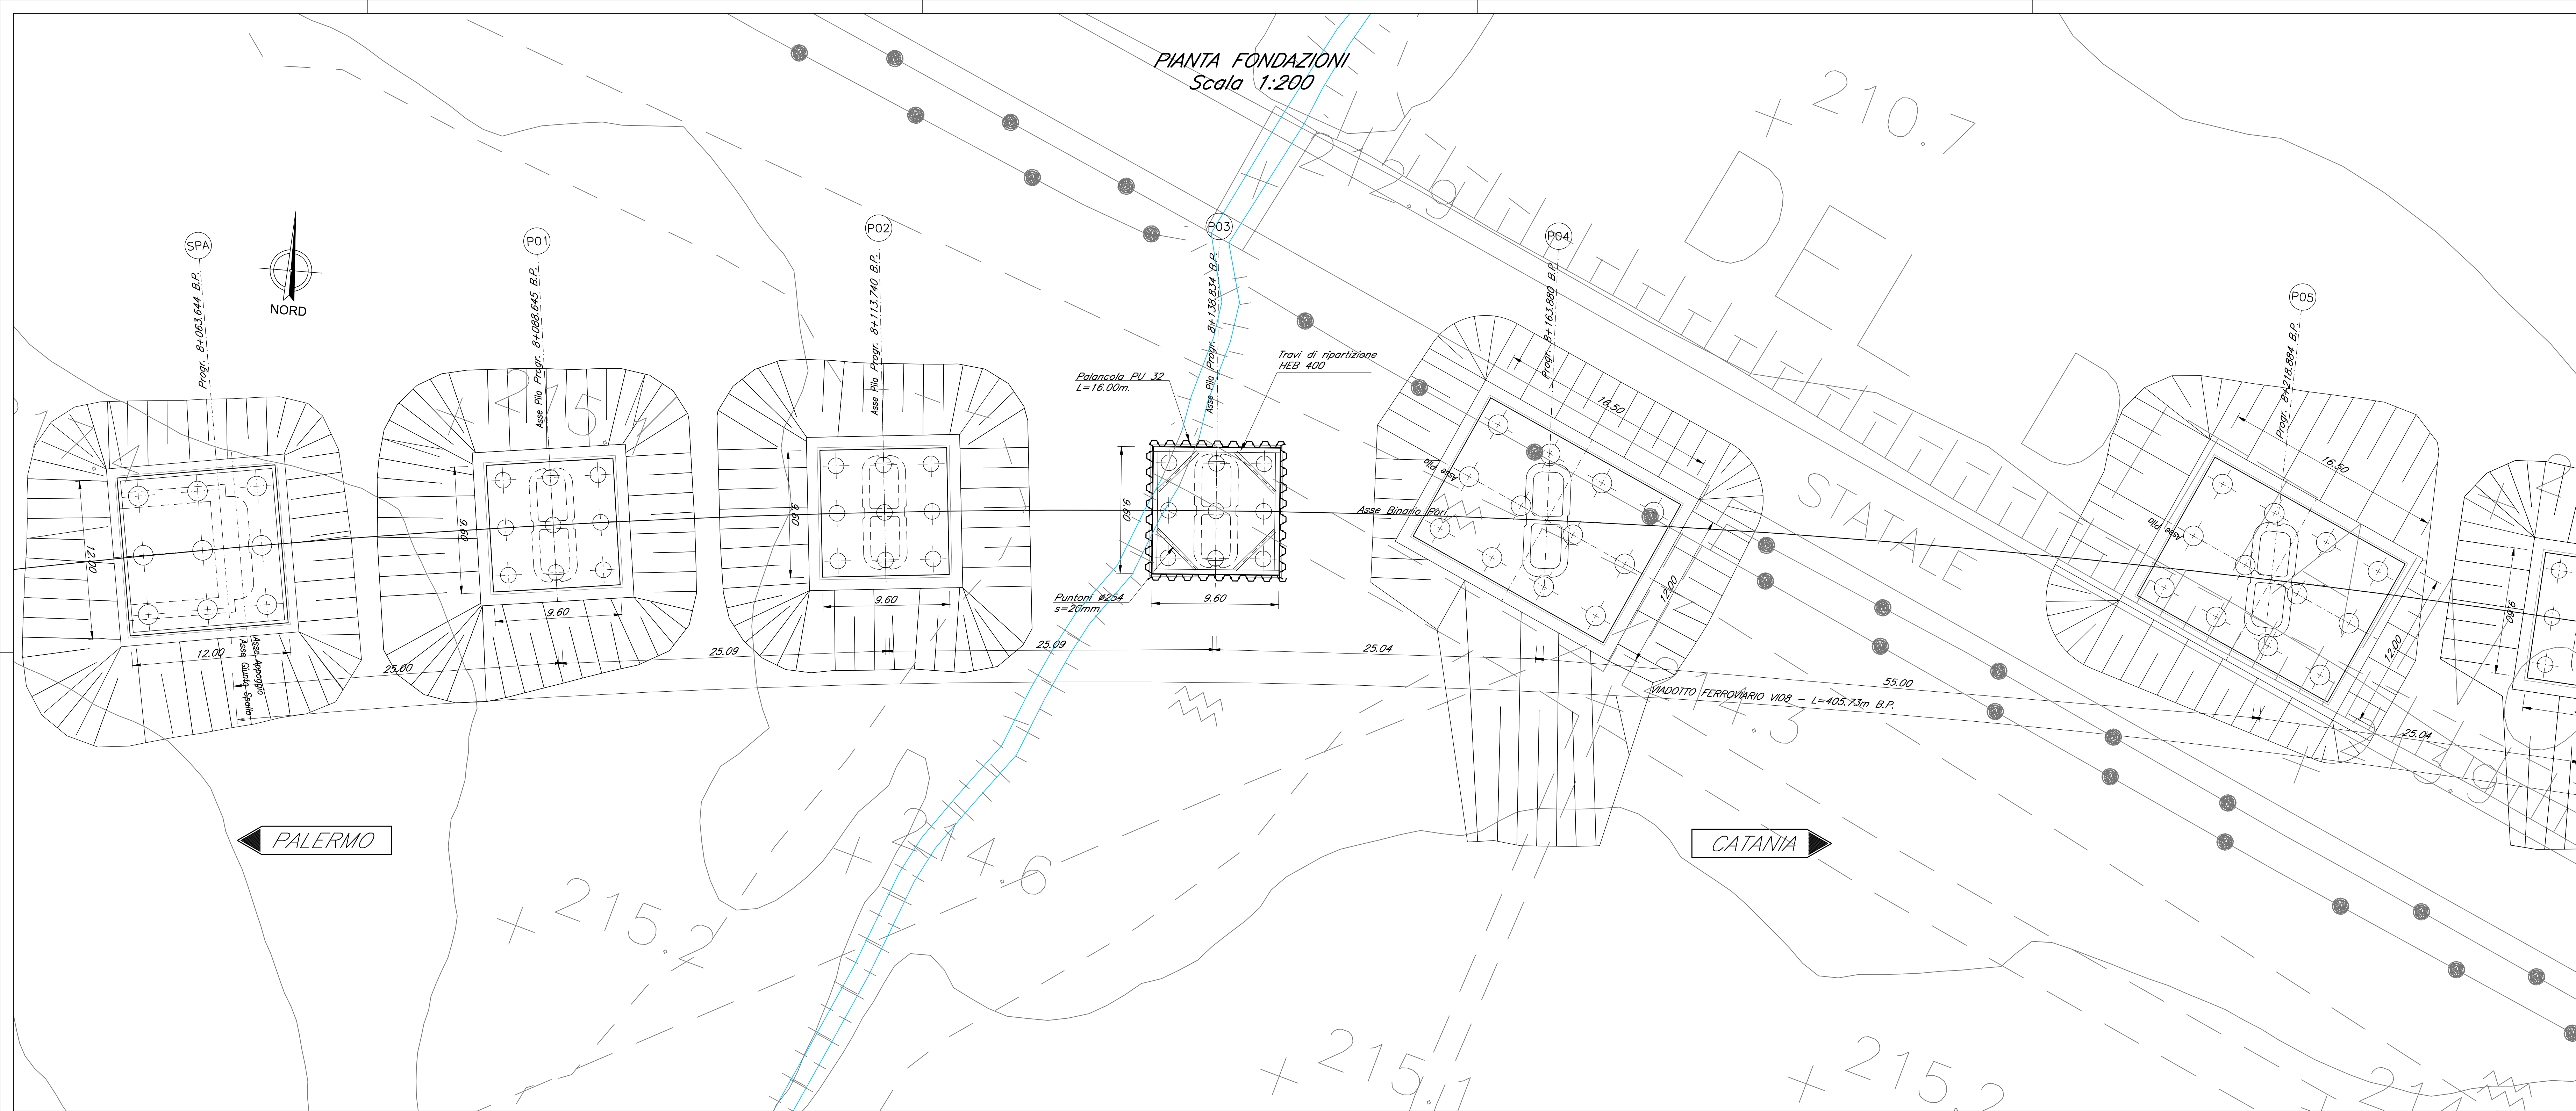 PIANTA FONDAZIONI
Scala 1:200
+ 210.7
+ 212.9
DEL
STATALE
NORD
SPA
P01
P02
P03
P04
P05
Progr. 8+063.644 B.P.
Asse Pila Progr. 8+088.645 B.P.
Asse Pila Progr. 8+113.740 B.P.
Asse Pila Progr. 8+138.834 B.P.
Progr. 8+163.880 B.P.
Progr. 8+218.884 B.P.
Palancola PU 32
L=16.00m.
Travi di ripartizione
HEB 400
Puntoni Ø254
s=20mm
Asse Pila
Asse Pila
Asse Binario Pari
16.50
16.50
12.00
9.60
9.60
9.60
12.00
12.00
9.60
12.00
9.60
9.60
9.60
Asse Appoggio
Asse Giunto Spalla
25.00
25.09
25.09
25.04
55.00
25.04
VIADOTTO FERROVIARIO VI08 - L=405.73m B.P.
PALERMO
CATANIA
+ 214.6
+ 215.2
+ 215.1
+ 215.2